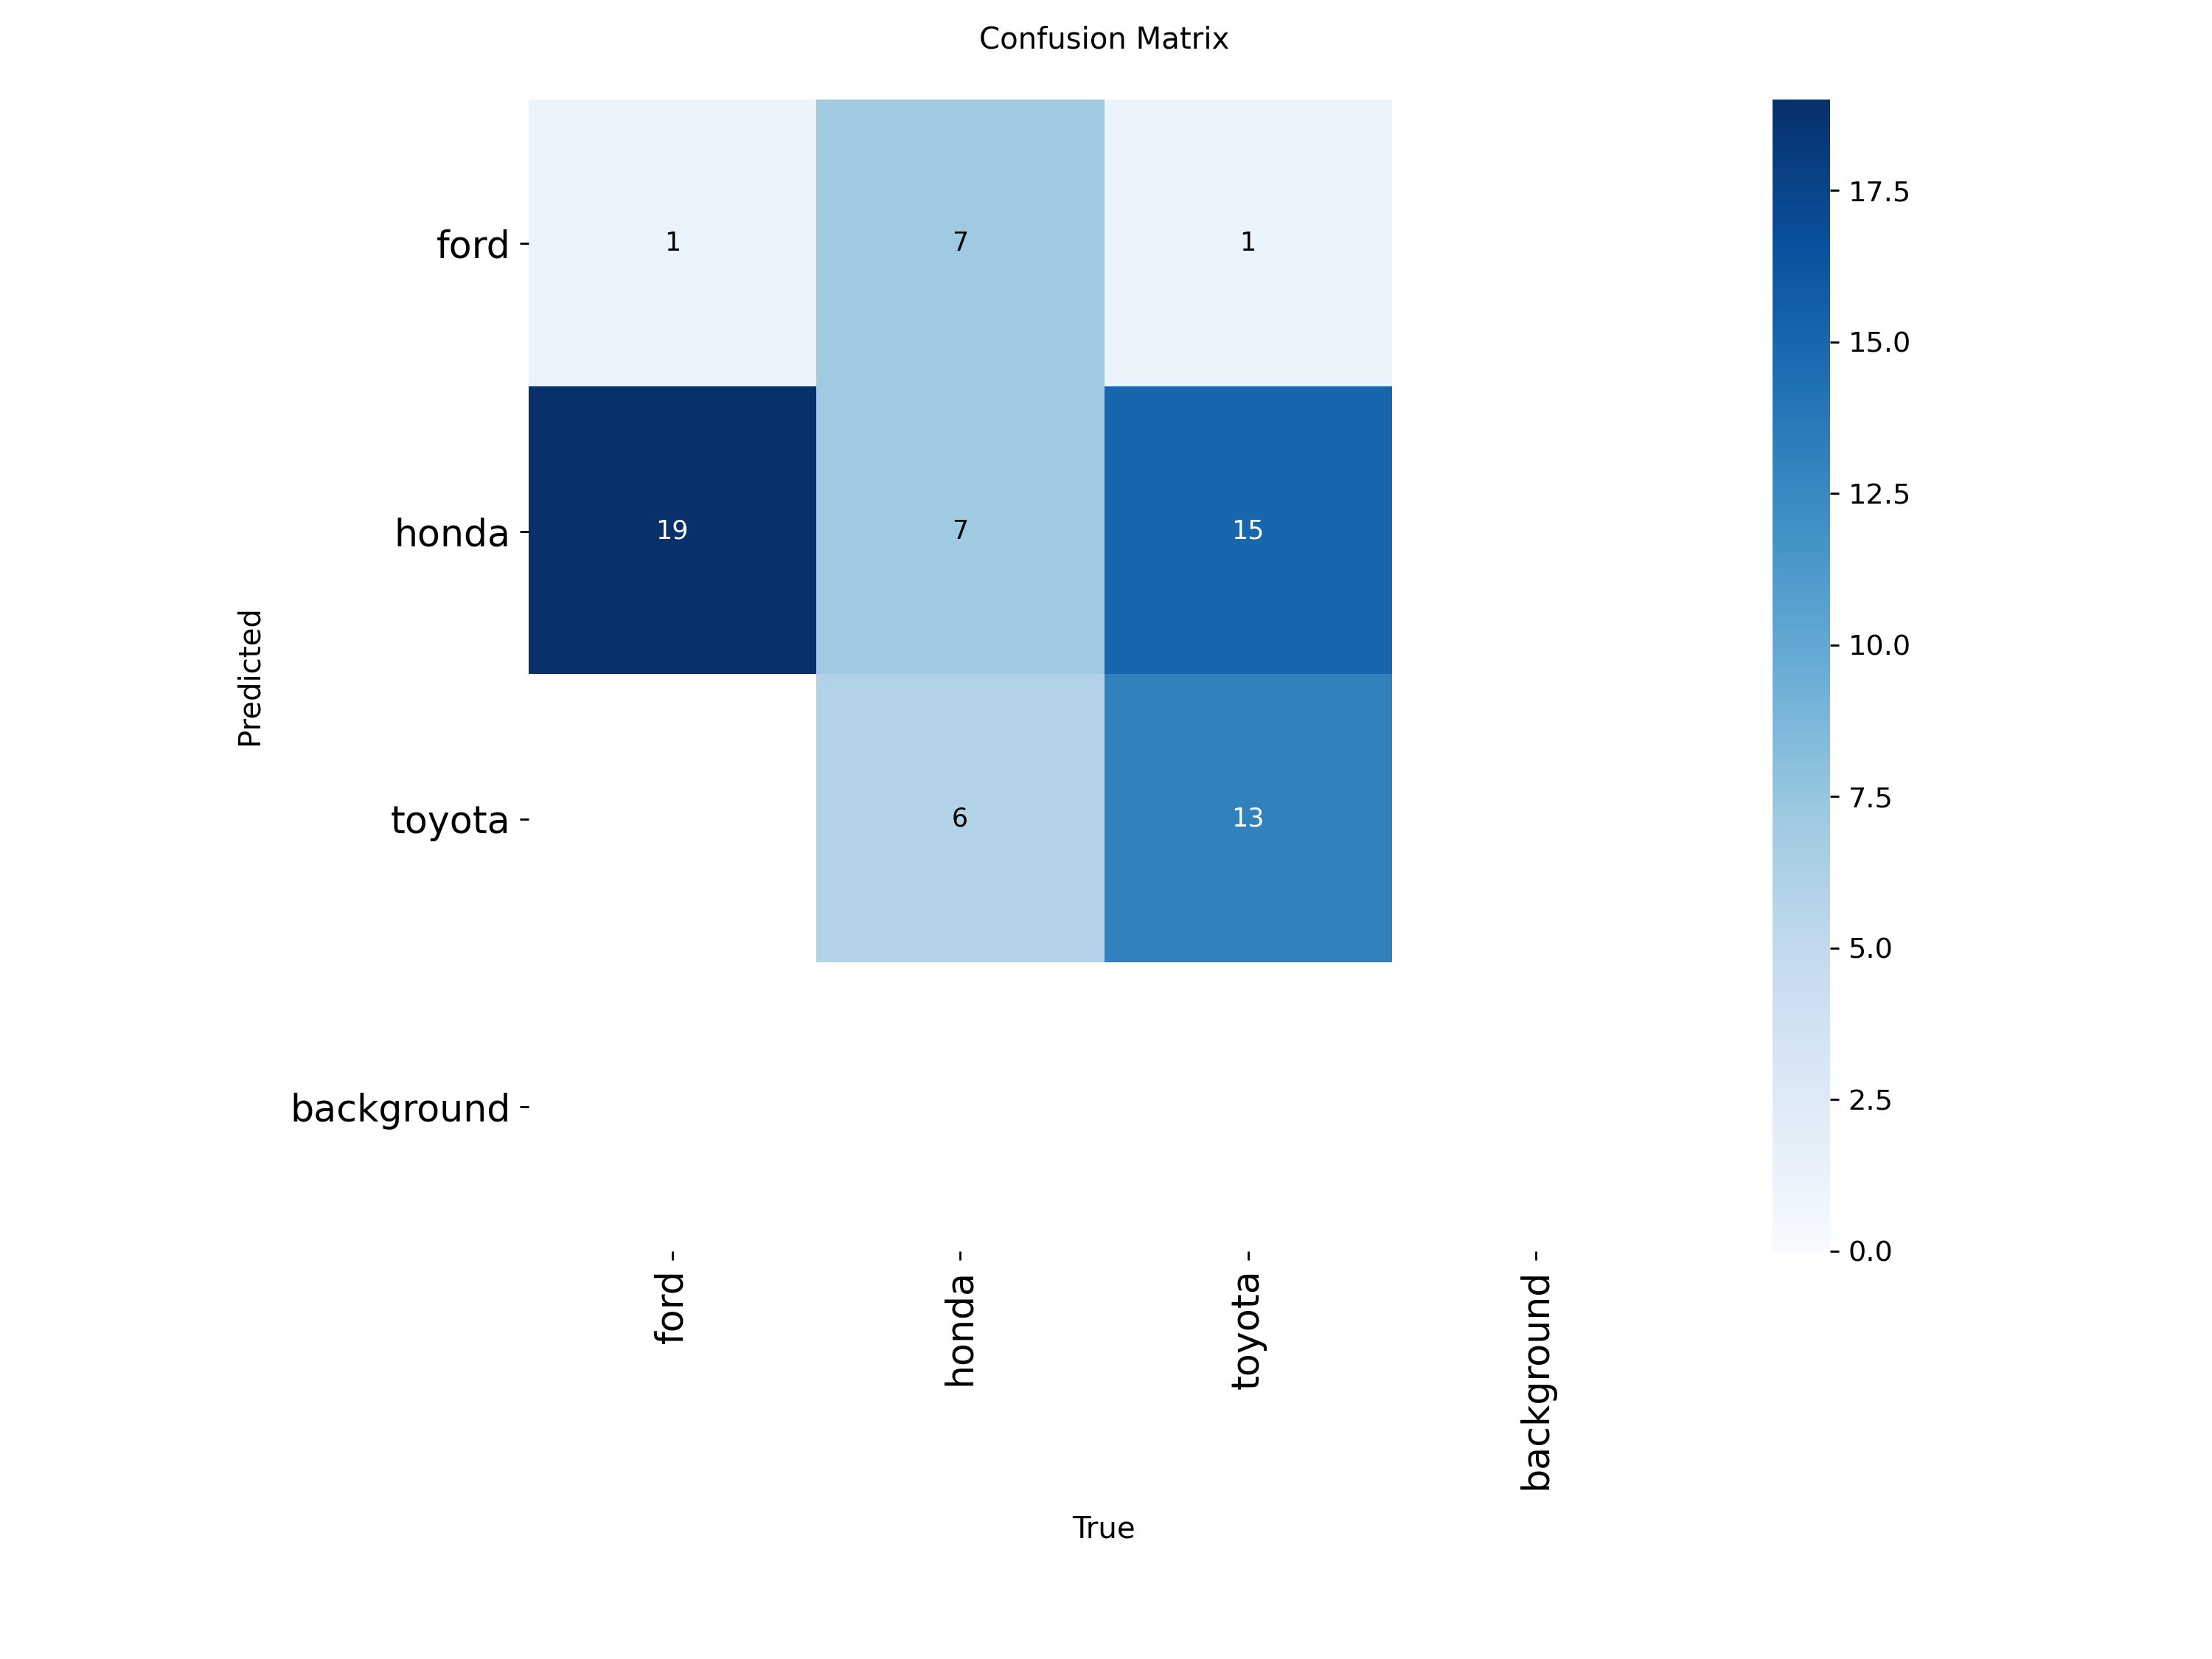 Confusion Matrix
ford
1
7
1
honda
19
7
15
toyota
6
13
background
Predicted
ford
honda
toyota
background
True
17.5
15.0
12.5
10.0
7.5
5.0
2.5
0.0